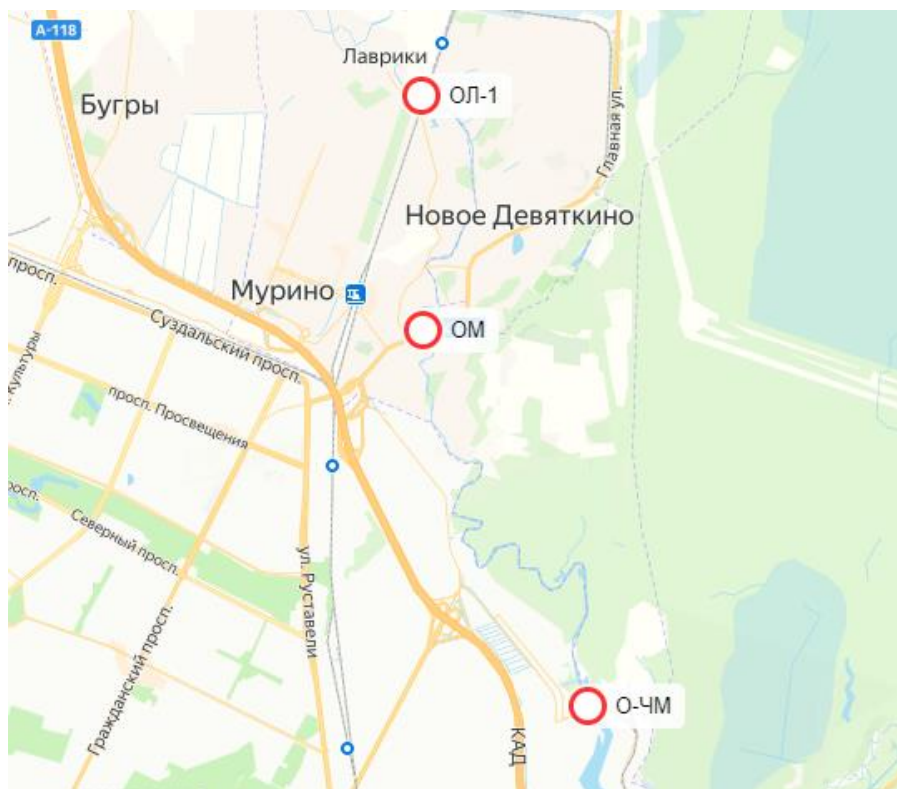 А-118
Лаврики
ОЛ-1
Бугры
Главная ул.
Новое Девяткино
просп.
Мурино
ОМ
Суздальский просп.
Культуры
просп. Просвещения
просп.
Северный просп.
ул. Руставели
Гражданский просп.
О-ЧМ
КАД